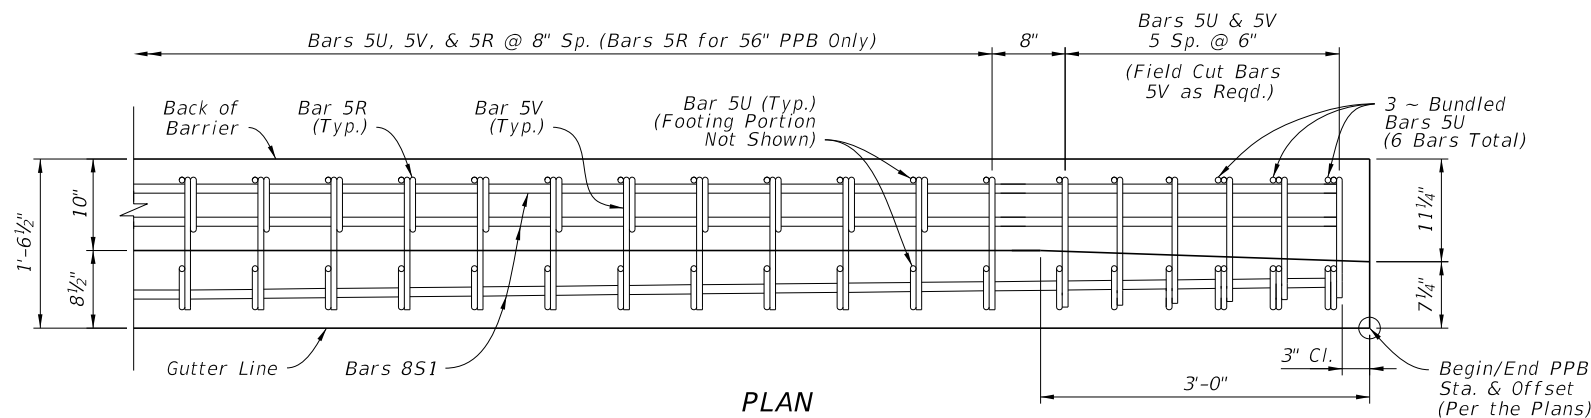 Bars 5U, 5V, & 5R @ 8" Sp. (Bars 5R for 56" PPB Only)
8"
Bars 5U & 5V
5 Sp. @ 6"
(Field Cut Bars
5V as Reqd.)
Back of
Barrier
Bar 5R
(Typ.)
Bar 5V
(Typ.)
Bar 5U (Typ.)
(Footing Portion
Not Shown)
3 ~ Bundled
Bars 5U
(6 Bars Total)
1'-6½"
10"
8½"
11¼"
7¼"
Gutter Line
Bars 8S1
3" Cl.
3'-0"
Begin/End PPB
Sta. & Offset
(Per the Plans)
PLAN